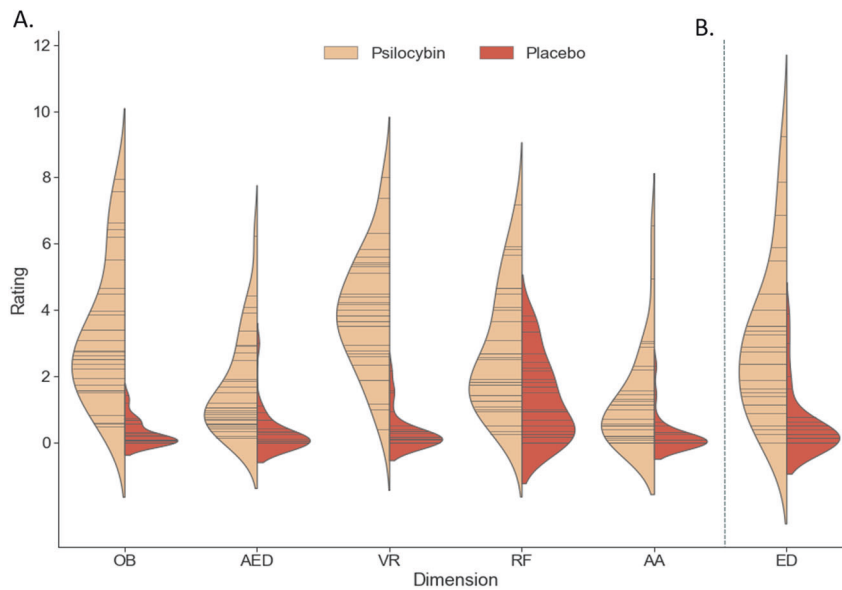 A.
B.
Psilocybin Placebo
12
10
8
6
4
2
0
Rating
OB AED VR RF AA ED
Dimension